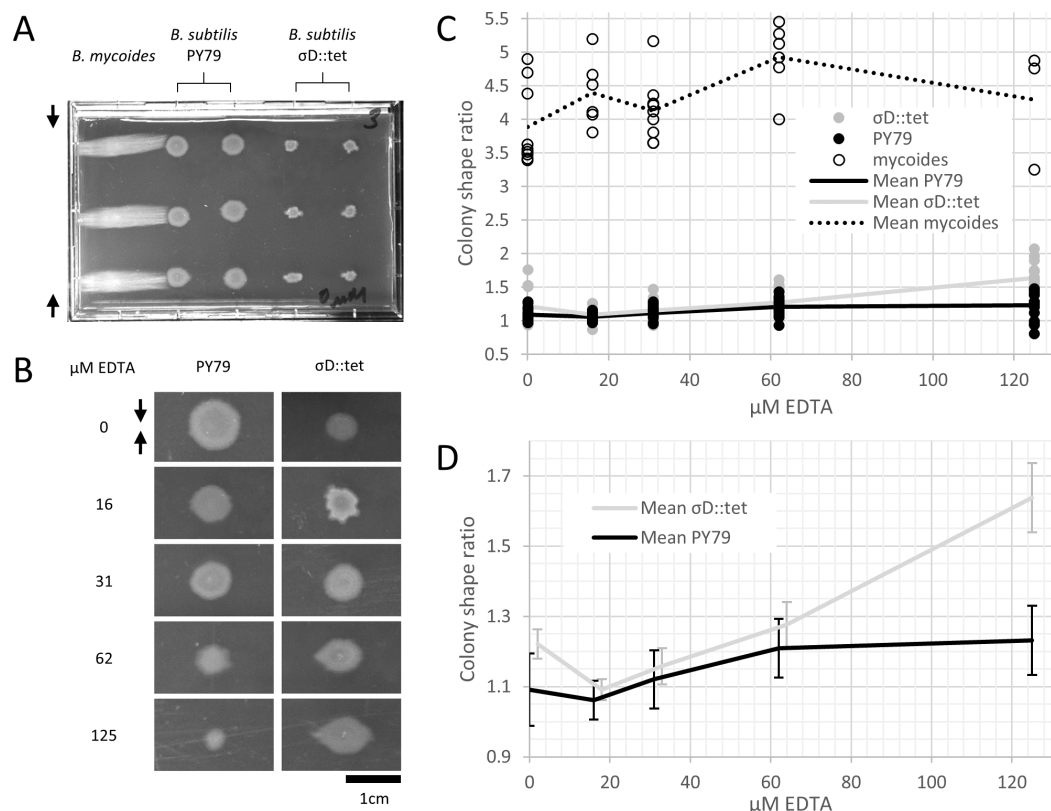 A
B. subtilis B. subtilis
B. mycoides PY79 σD::tet
3
B
μM EDTA PY79 σD::tet
0
16
31
62
125
1cm
C
5.5
5
4.5
4
3.5
3
2.5
2
1.5
1
0.5
Colony shape ratio
0 20 40 60 80 100 120
μM EDTA
σD::tet
PY79
mycoides
Mean PY79
Mean σD::tet
Mean mycoides
D
1.7
1.5
1.3
1.1
0.9
Colony shape ratio
0 20 40 60 80 100 120
μM EDTA
Mean σD::tet
Mean PY79